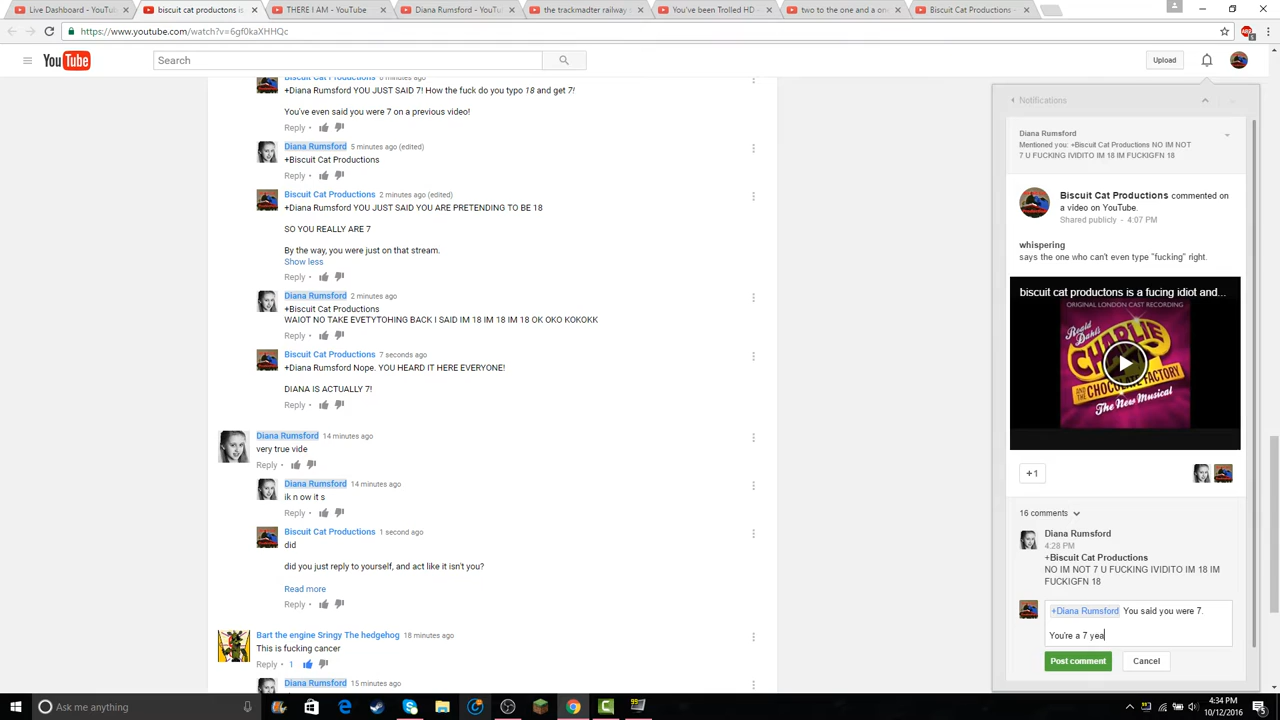 Live Dashboard - YouTub
biscuit cat productons is
THERE I AM - YouTube
Diana Rumsford - YouTub
the trackmadter railway
You've been Trolled HD -
two to the one and a one
Biscuit Cat Productions -
https://www.youtube.com/watch?v=6gf0kaXHHQc
YouTube
Search
Upload
Biscuit Cat Productions 6 minutes ago
+Diana Rumsford YOU JUST SAID 7! How the fuck do you typo 18 and get 7!
You've even said you were 7 on a previous video!
Reply •
Diana Rumsford 5 minutes ago (edited)
+Biscuit Cat Productions
Reply •
Biscuit Cat Productions 2 minutes ago (edited)
+Diana Rumsford YOU JUST SAID YOU ARE PRETENDING TO BE 18
SO YOU REALLY ARE 7
By the way, you were just on that stream.
Show less
Reply •
Diana Rumsford 2 minutes ago
+Biscuit Cat Productions
WAIOT NO TAKE EVETYTOHING BACK I SAID IM 18 IM 18 IM 18 OK OKO KOKOKK
Reply •
Biscuit Cat Productions 7 seconds ago
+Diana Rumsford Nope. YOU HEARD IT HERE EVERYONE!
DIANA IS ACTUALLY 7!
Reply •
Diana Rumsford 14 minutes ago
very true vide
Reply •
Diana Rumsford 14 minutes ago
ik n ow it s
Reply •
Biscuit Cat Productions 1 second ago
did
did you just reply to yourself, and act like it isn't you?
Read more
Reply •
Bart the engine Sringy The hedgehog 18 minutes ago
This is fucking cancer
Reply • 1
Diana Rumsford 15 minutes ago
Notifications
Diana Rumsford
Mentioned you: +Biscuit Cat Productions NO IM NOT
7 U FUCKING IVIDITO IM 18 IM FUCKIGFN 18
Biscuit Cat Productions commented on
a video on YouTube.
Shared publicly - 4:07 PM
whispering
says the one who can't even type "fucking" right.
biscuit cat productons is a fucing idiot and...
ORIGINAL LONDON CAST RECORDING
Roald Dahl's
CHARLIE
AND THE CHOCOLATE FACTORY
The New Musical
+1
16 comments
Diana Rumsford
4:28 PM
+Biscuit Cat Productions
NO IM NOT 7 U FUCKING IVIDITO IM 18 IM
FUCKIGFN 18
+Diana Rumsford You said you were 7.
You're a 7 yea
Post comment
Cancel
Ask me anything
4:34 PM
10/12/2016